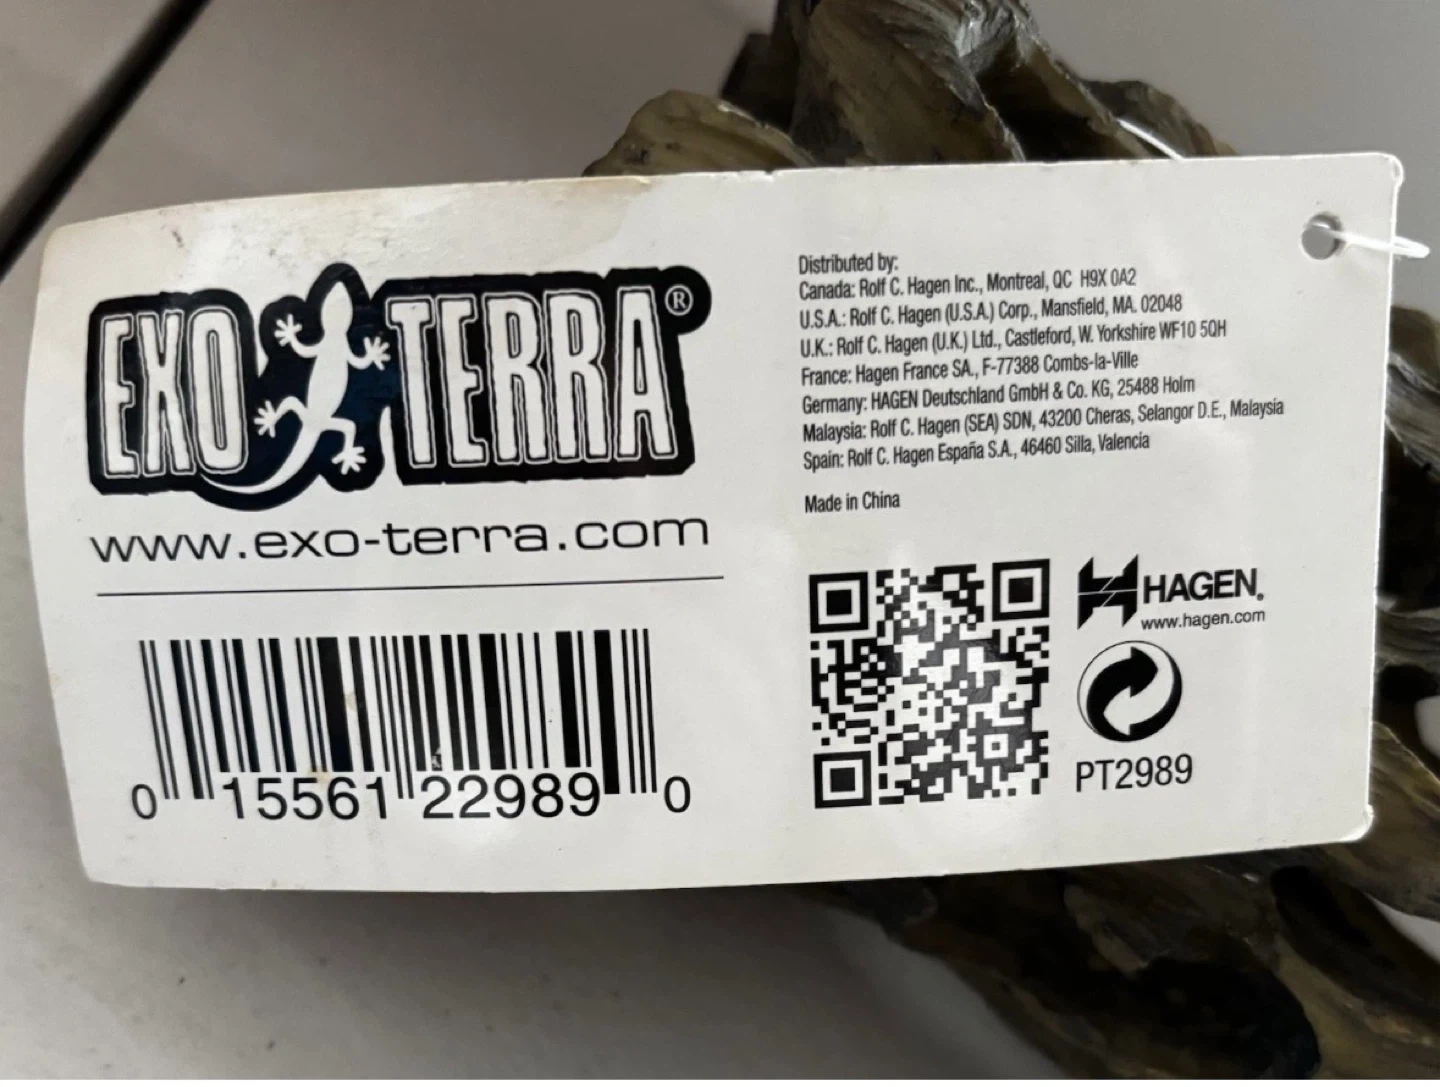 EXO TERRA®
www.exo-terra.com
0 15561 22989 0
Distributed by:
Canada: Rolf C. Hagen Inc., Montreal, QC H9X 0A2
U.S.A.: Rolf C. Hagen (U.S.A.) Corp., Mansfield, MA. 02048
U.K.: Rolf C. Hagen (U.K.) Ltd., Castleford, W. Yorkshire WF10 5QH
France: Hagen France SA., F-77388 Combs-la-Ville
Germany: HAGEN Deutschland GmbH & Co. KG, 25488 Holm
Malaysia: Rolf C. Hagen (SEA) SDN, 43200 Cheras, Selangor D.E., Malaysia
Spain: Rolf C. Hagen España S.A., 46460 Silla, Valencia
Made in China
HAGEN®
www.hagen.com
PT2989